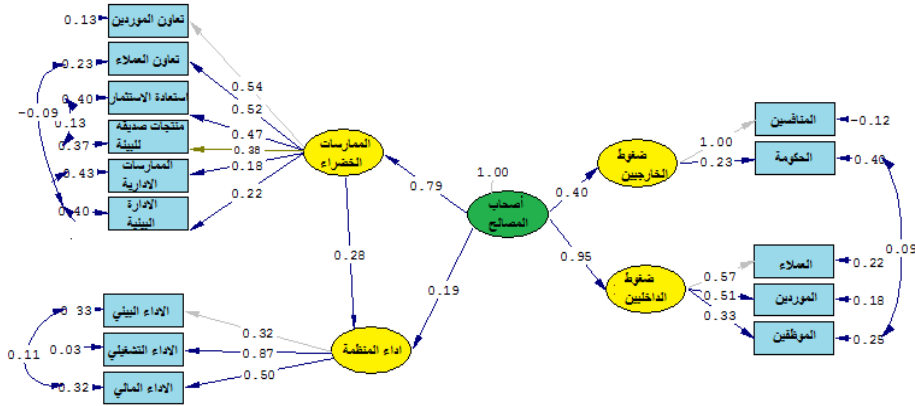 0.13
تعاون الموردين
0.23
تعاون العملاء
0.40
استعادة الاستثمار
-0.09
0.13
0.37
منتجات صديقة
للبيئة
0.43
الممارسات
الادارية
0.40
الادارة
البيئية
0.54
0.52
0.47
0.38
0.18
0.22
الممارسات
الخضراء
0.79
1.00
أصحاب
المصالح
0.28
0.19
0.40
0.95
ضغوط
الخارجيين
1.00
0.23
المنافسين
-0.12
الحكومة
0.40
0.09
ضغوط
الداخليين
0.57
0.51
0.33
العملاء
0.22
الموردين
0.18
الموظفين
0.25
0.33
الاداء البيئي
0.11
0.03
الاداء التشغيلي
0.32
الاداء المالي
0.32
0.87
0.50
اداء المنظمة